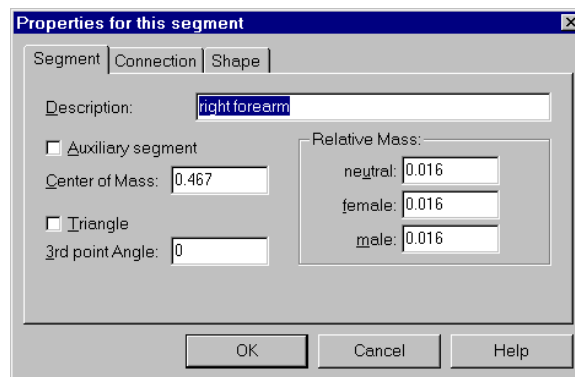 Properties for this segment
Segment Connection Shape
Description: right forearm
Auxiliary segment
Relative Mass:
Center of Mass: 0.467
neutral: 0.016
female: 0.016
Triangle
3rd point Angle: 0
male: 0.016
OK Cancel Help